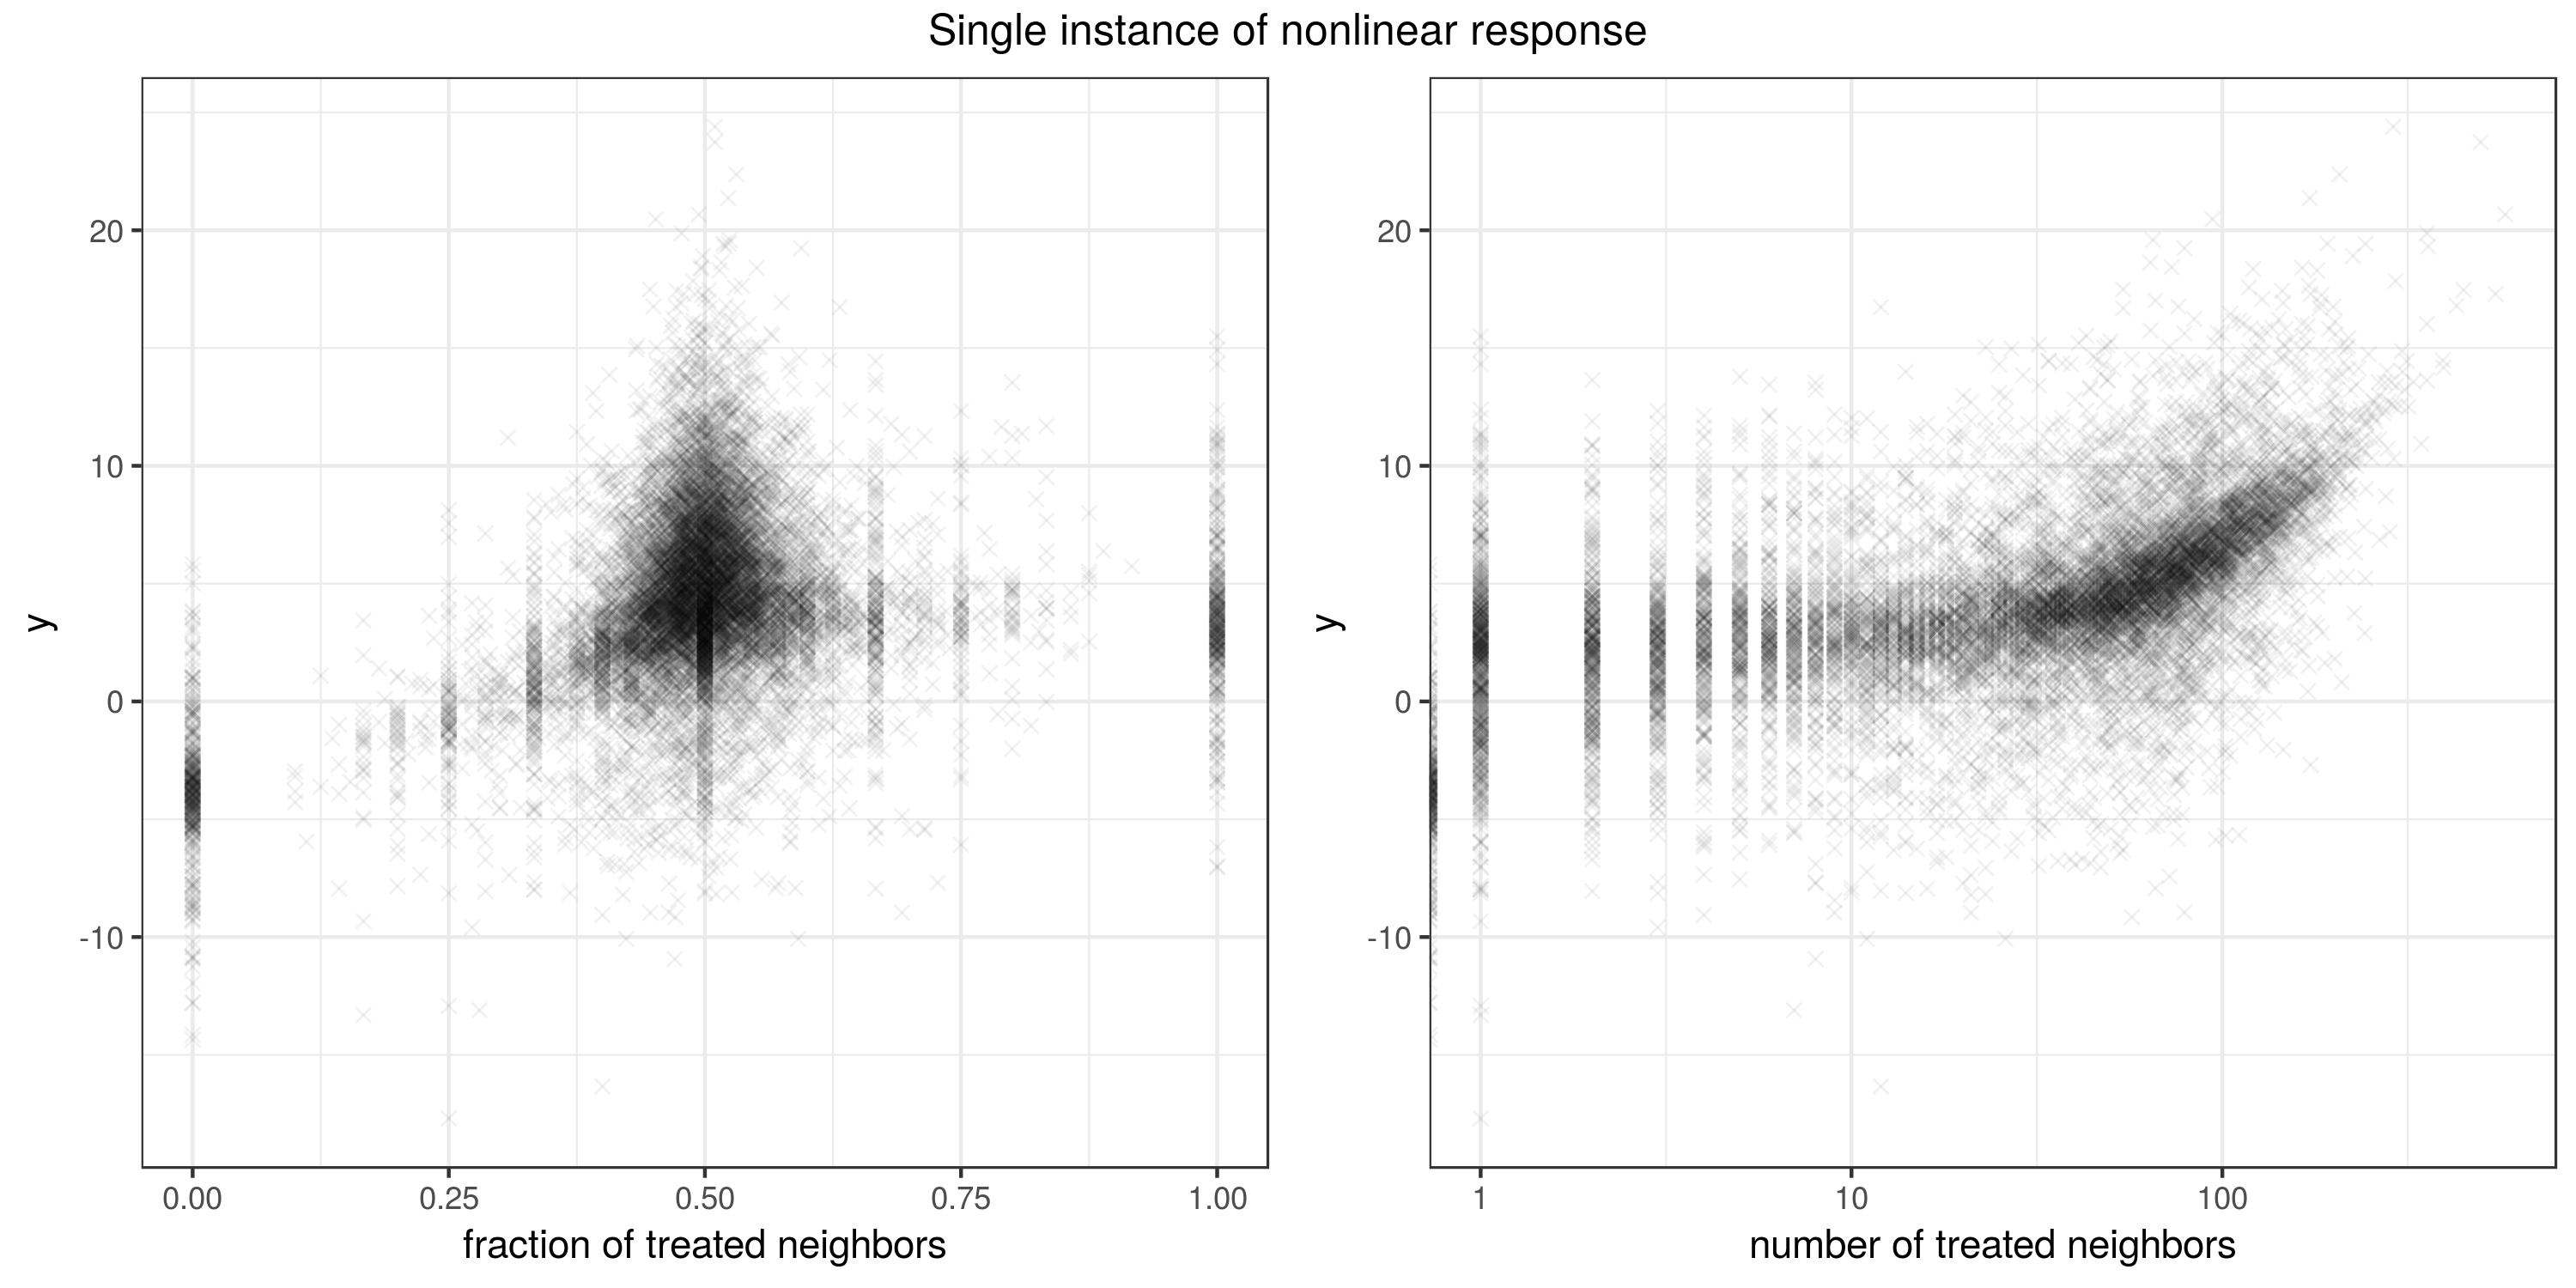 Single instance of nonlinear response
y
20
10
0
-10
0.00 0.25 0.50 0.75 1.00
fraction of treated neighbors
y
20
10
0
-10
1 10 100
number of treated neighbors